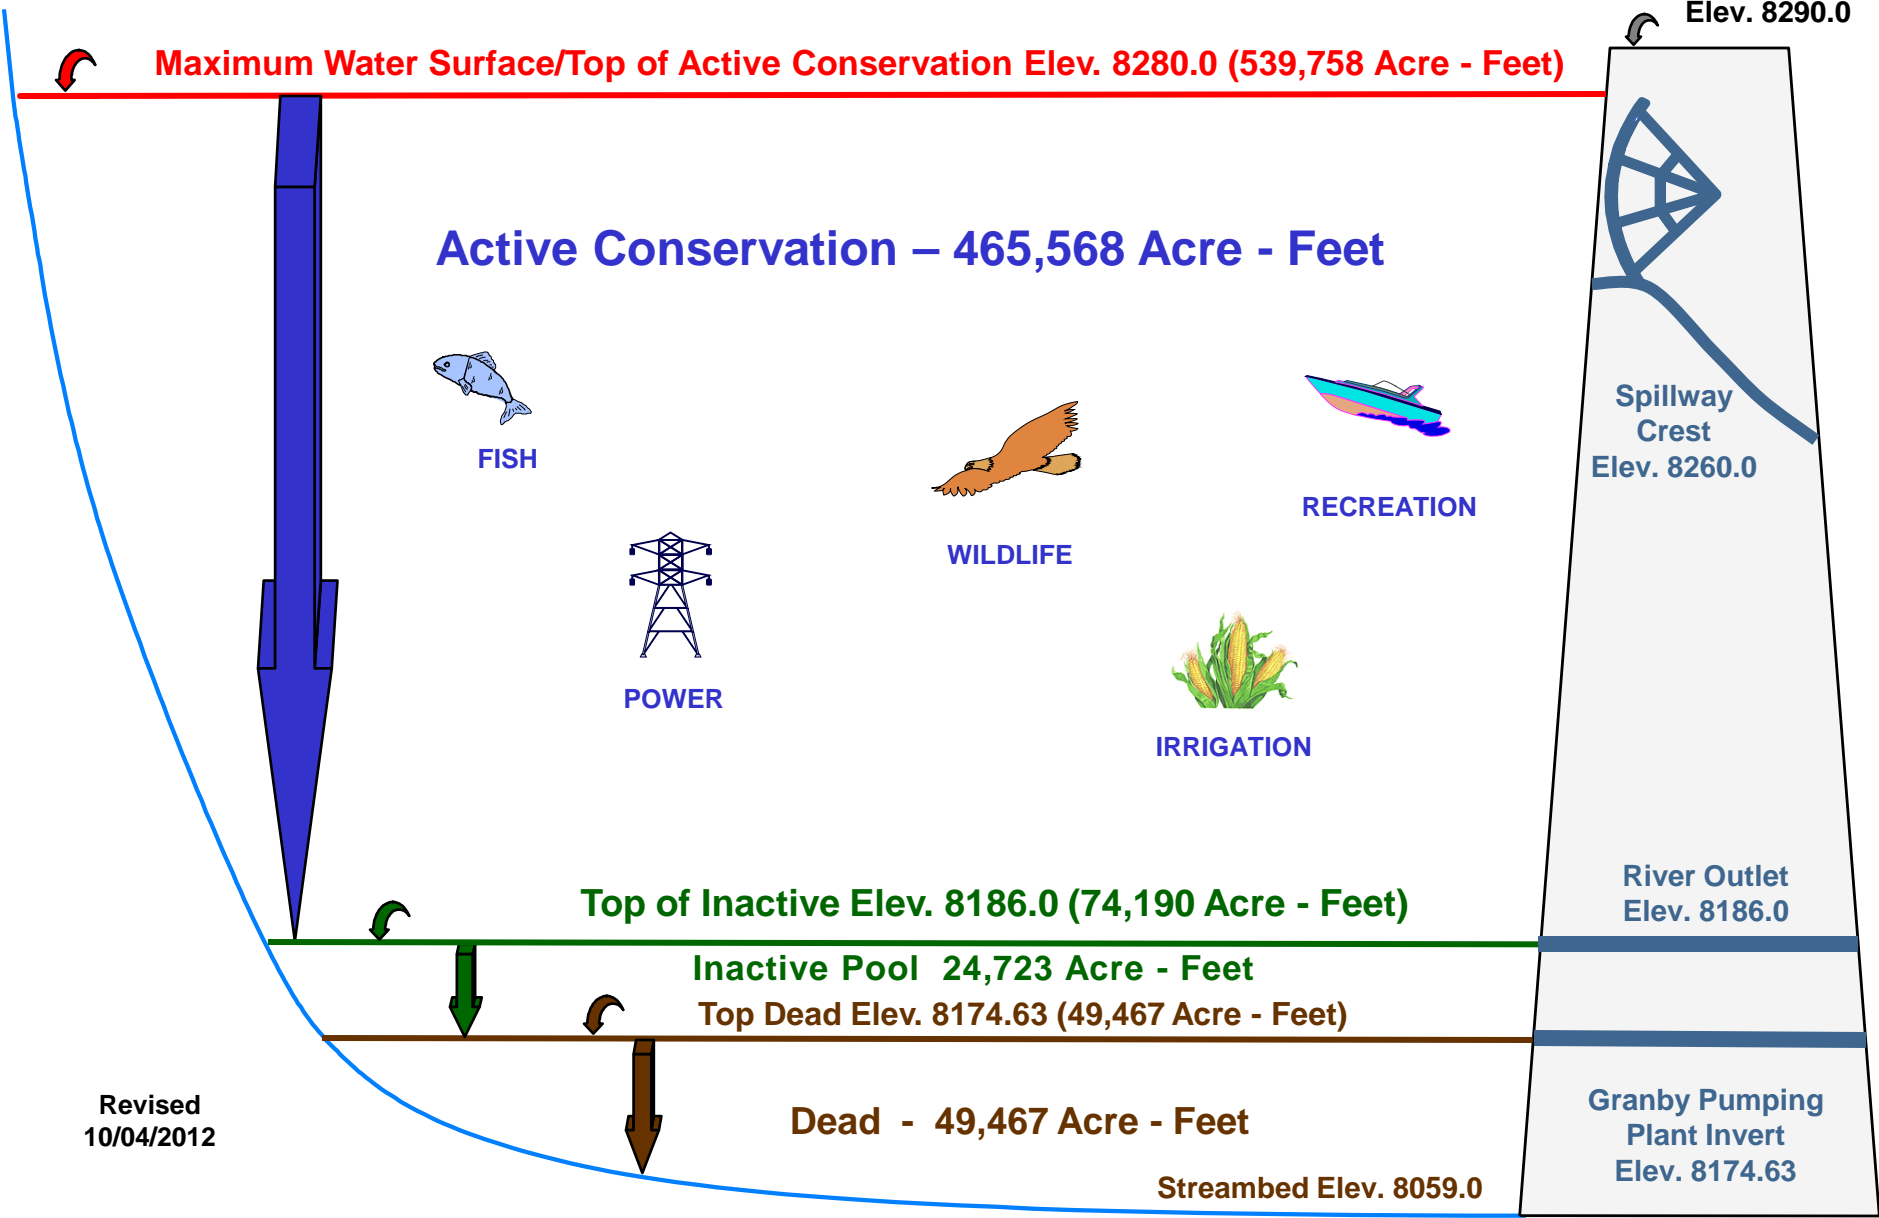 Elev. 8290.0
Maximum Water Surface/Top of Active Conservation Elev. 8280.0 (539,758 Acre - Feet)
Active Conservation – 465,568 Acre - Feet
FISH
WILDLIFE
RECREATION
POWER
IRRIGATION
Spillway
Crest
Elev. 8260.0
Top of Inactive Elev. 8186.0 (74,190 Acre - Feet)
River Outlet
Elev. 8186.0
Inactive Pool 24,723 Acre - Feet
Top Dead Elev. 8174.63 (49,467 Acre - Feet)
Dead - 49,467 Acre - Feet
Granby Pumping
Plant Invert
Elev. 8174.63
Streambed Elev. 8059.0
Revised
10/04/2012